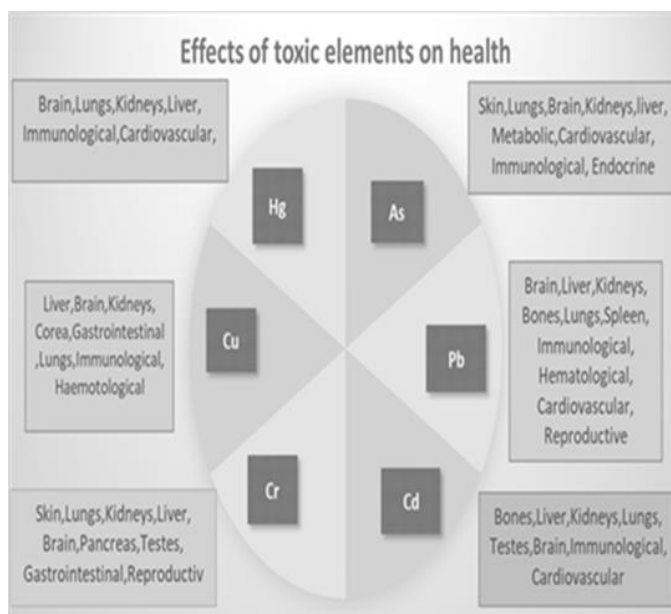 Effects of toxic elements on health
Brain,Lungs,Kidneys,Liver,
Immunological,Cardiovascular,
Skin,Lungs,Brain,Kidneys,liver,
Metabolic,Cardiovascular,
Immunological, Endocrine
Hg
As
Liver,Brain,Kidneys,
Corea,Gastrointestinal
,Lungs,Immunological,
Haemotological
Cu
Pb
Brain,Liver,Kidneys,
Bones,Lungs,Spleen,
Immunological,
Hematological,
Cardiovascular,
Reproductive
Cr
Cd
Skin,Lungs,Kidneys,Liver,
Brain,Pancreas,Testes,
Gastrointestinal,Reproductiv
Bones,Liver,Kidneys,Lungs,
Testes,Brain,Immunological,
Cardiovascular